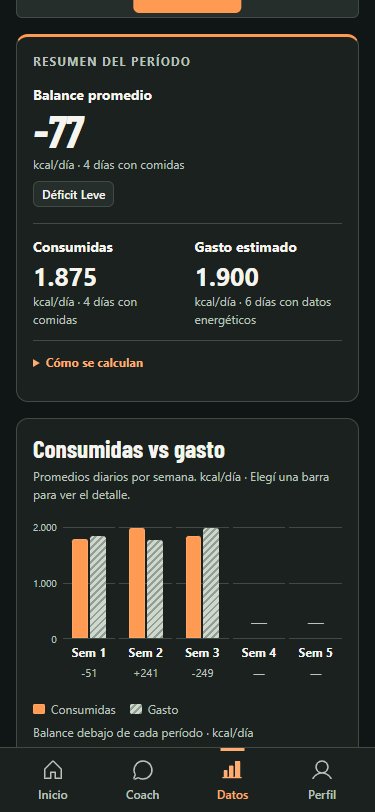 RESUMEN DEL PERÍODO
Balance promedio
-77
kcal/día · 4 días con comidas
Déficit Leve
Consumidas
1.875
kcal/día · 4 días con
comidas
Gasto estimado
1.900
kcal/día · 6 días con datos
energéticos
Cómo se calculan
Consumidas vs gasto
Promedios diarios por semana. kcal/día · Elegí una barra
para ver el detalle.
2.000
1.000
0
Sem 1 Sem 2 Sem 3 Sem 4 Sem 5
-51 +241 -249 — —
Consumidas Gasto
Balance debajo de cada período · kcal/día
Inicio Coach Datos Perfil